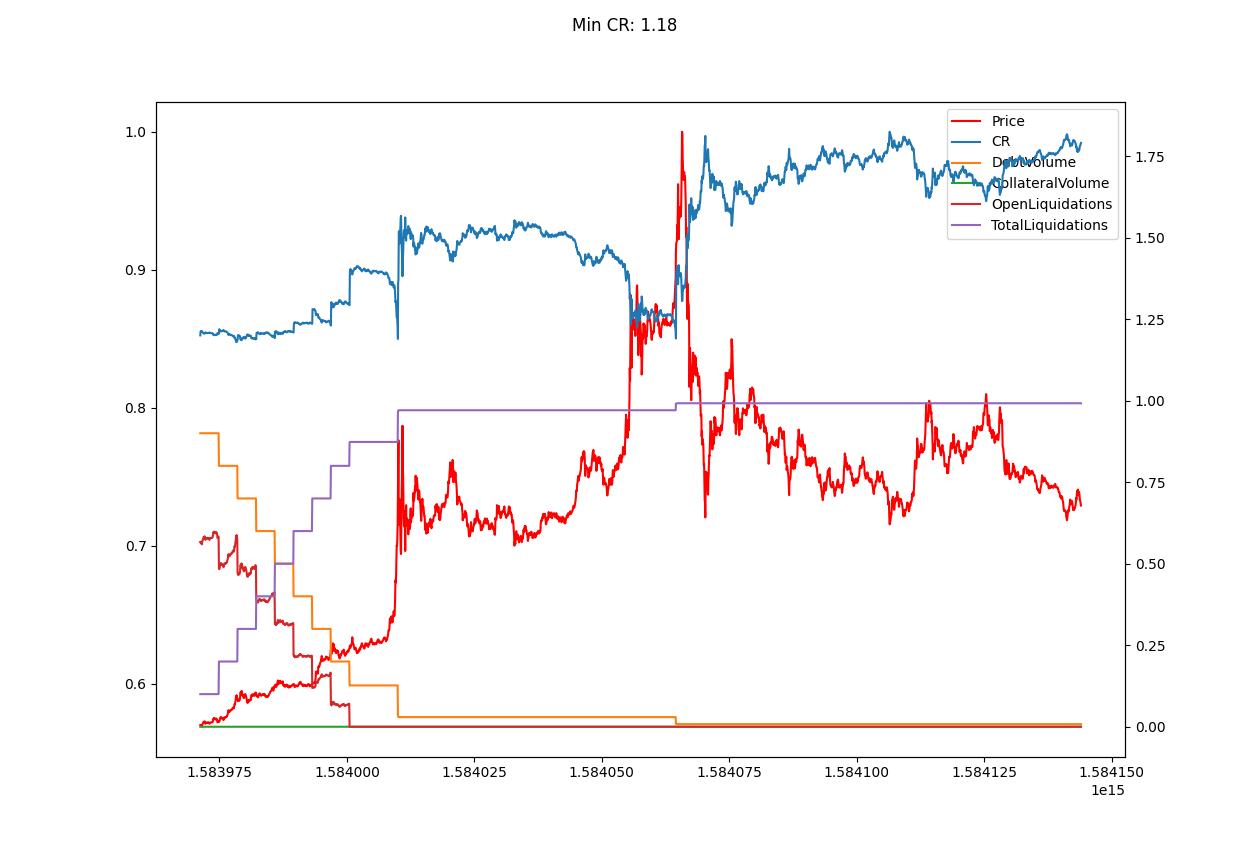 Min CR: 1.18
1.0
0.9
0.8
0.7
0.6
Price
CR
DebtVolume
CollateralVolume
OpenLiquidations
TotalLiquidations
1.75
1.50
1.25
1.00
0.75
0.50
0.25
0.00
1.583975 1.584000 1.584025 1.584050 1.584075 1.584100 1.584125 1.584150
1e15